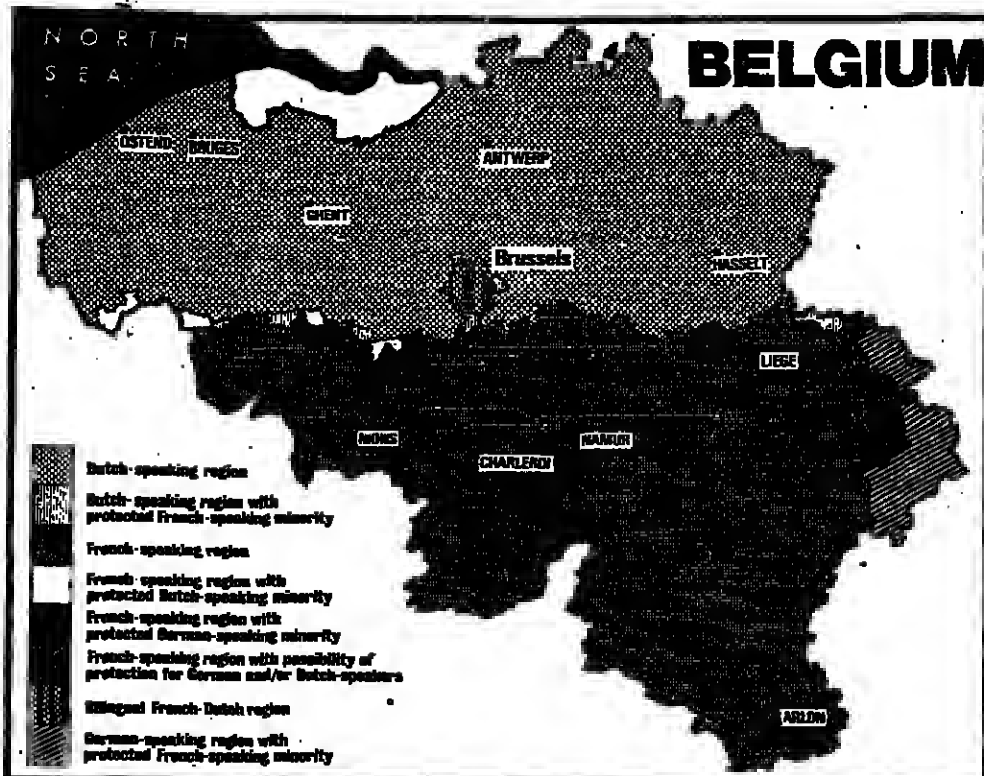 NORTH
SEA
BELGIUM
OSTEND BRUGES
ANTWERP
GHENT
Brussels
HASSELT
LIEGE
MONS
NAMUR
CHARLEROI
ARLON
Dutch-speaking region
Dutch-speaking region with
protected French-speaking minority
French-speaking region
French-speaking region with
protected Dutch-speaking minority
French-speaking region with
protected German-speaking minority
French-speaking region with possibility of
protection for German and/or Dutch-speakers
Bilingual French-Dutch region
German-speaking region with
protected French-speaking minority